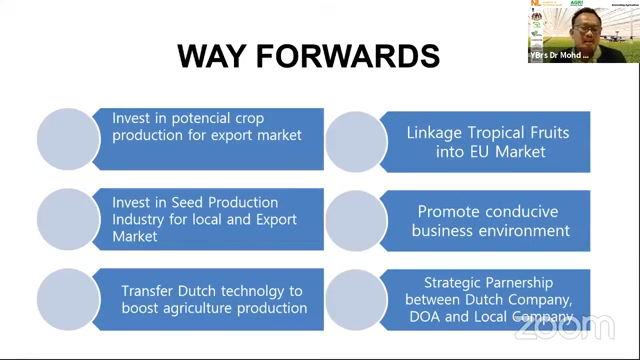 WAY FORWARDS
Invest in potencial crop
production for export market
Invest in Seed Production
Industry for local and Export
Market
Transfer Dutch technolgy to
boost agriculture production
Linkage Tropical Fruits
into EU Market
Promote conducive
business environment
Strategic Parnership
between Dutch Company,
DOA and Local Company
zoom
NL
AGRI
YBrs Dr Mohd ...